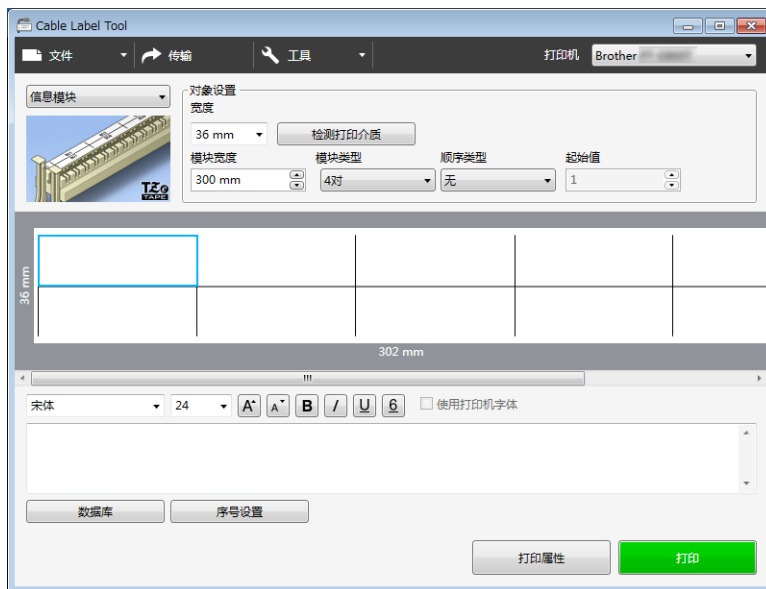 Cable Label Tool
文件
传输
工具
打印机
Brother
信息模块
对象设置
宽度
36 mm
检测打印介质
模块宽度
模块类型
顺序类型
起始值
300 mm
4对
无
1
TZe
TAPE
36 mm
302 mm
宋体
24
A
A
B
I
U
6
使用打印机字体
数据库
序号设置
打印属性
打印